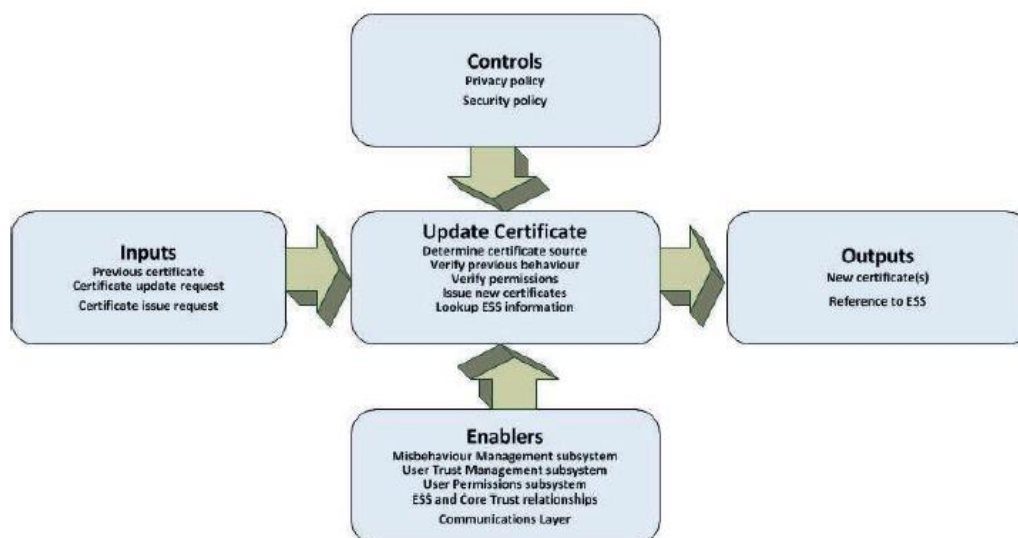 Controls
Privacy policy
Security policy
Inputs
Previous certificate
Certificate update request
Certificate issue request
Update Certificate
Determine certificate source
Verify previous behaviour
Verify permissions
Issue new certificates
Lookup ESS information
Outputs
New certificate(s)
Reference to ESS
Enablers
Misbehaviour Management subsystem
User Trust Management subsystem
User Permissions subsystem
ESS and Core Trust relationships
Communications Layer